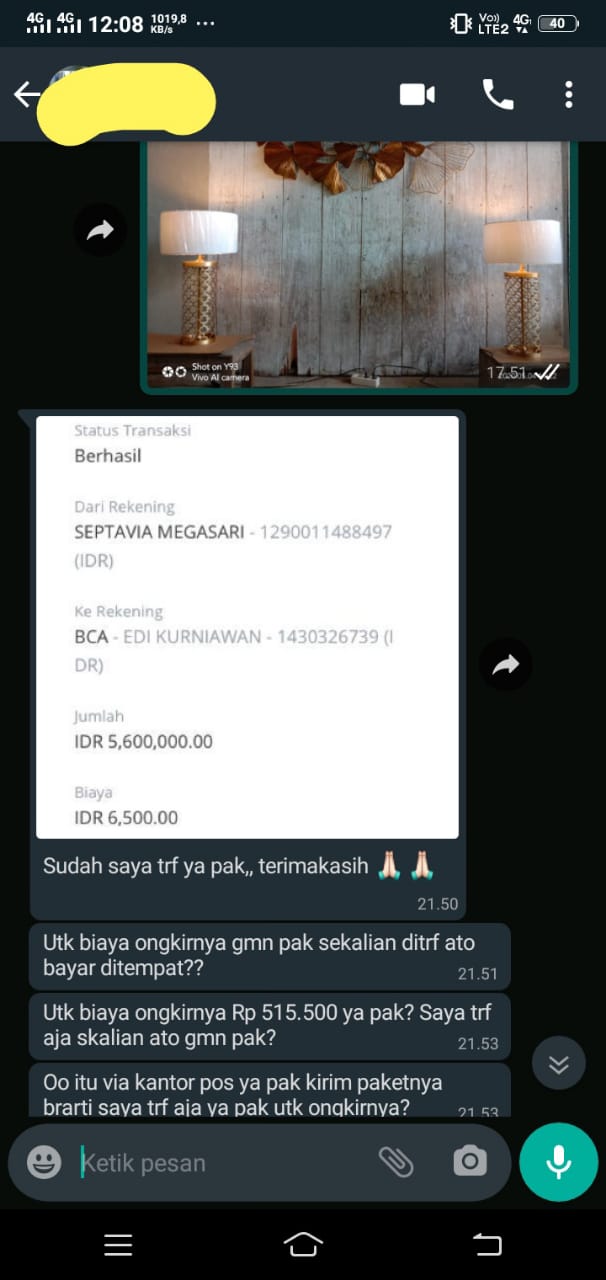 4G 4G 12:08 1019,8 KB/s ... Vo)) LTE2 4G 40
Shot on Y93
Vivo AI camera
17.51
Status Transaksi
Berhasil
Dari Rekening
SEPTAVIA MEGASARI - 1290011488497
(IDR)
Ke Rekening
BCA - EDI KURNIAWAN - 1430326739 (I
DR)
Jumlah
IDR 5,600,000.00
Biaya
IDR 6,500.00
Sudah saya trf ya pak,, terimakasih 🙏🏻 🙏🏻
21.50
Utk biaya ongkirnya gmn pak sekalian ditrf ato
bayar ditempat??
21.51
Utk biaya ongkirnya Rp 515.500 ya pak? Saya trf
aja skalian ato gmn pak?
21.53
Oo itu via kantor pos ya pak kirim paketnya
brarti saya trf aja ya pak utk ongkirnya?
21.53
Ketik pesan